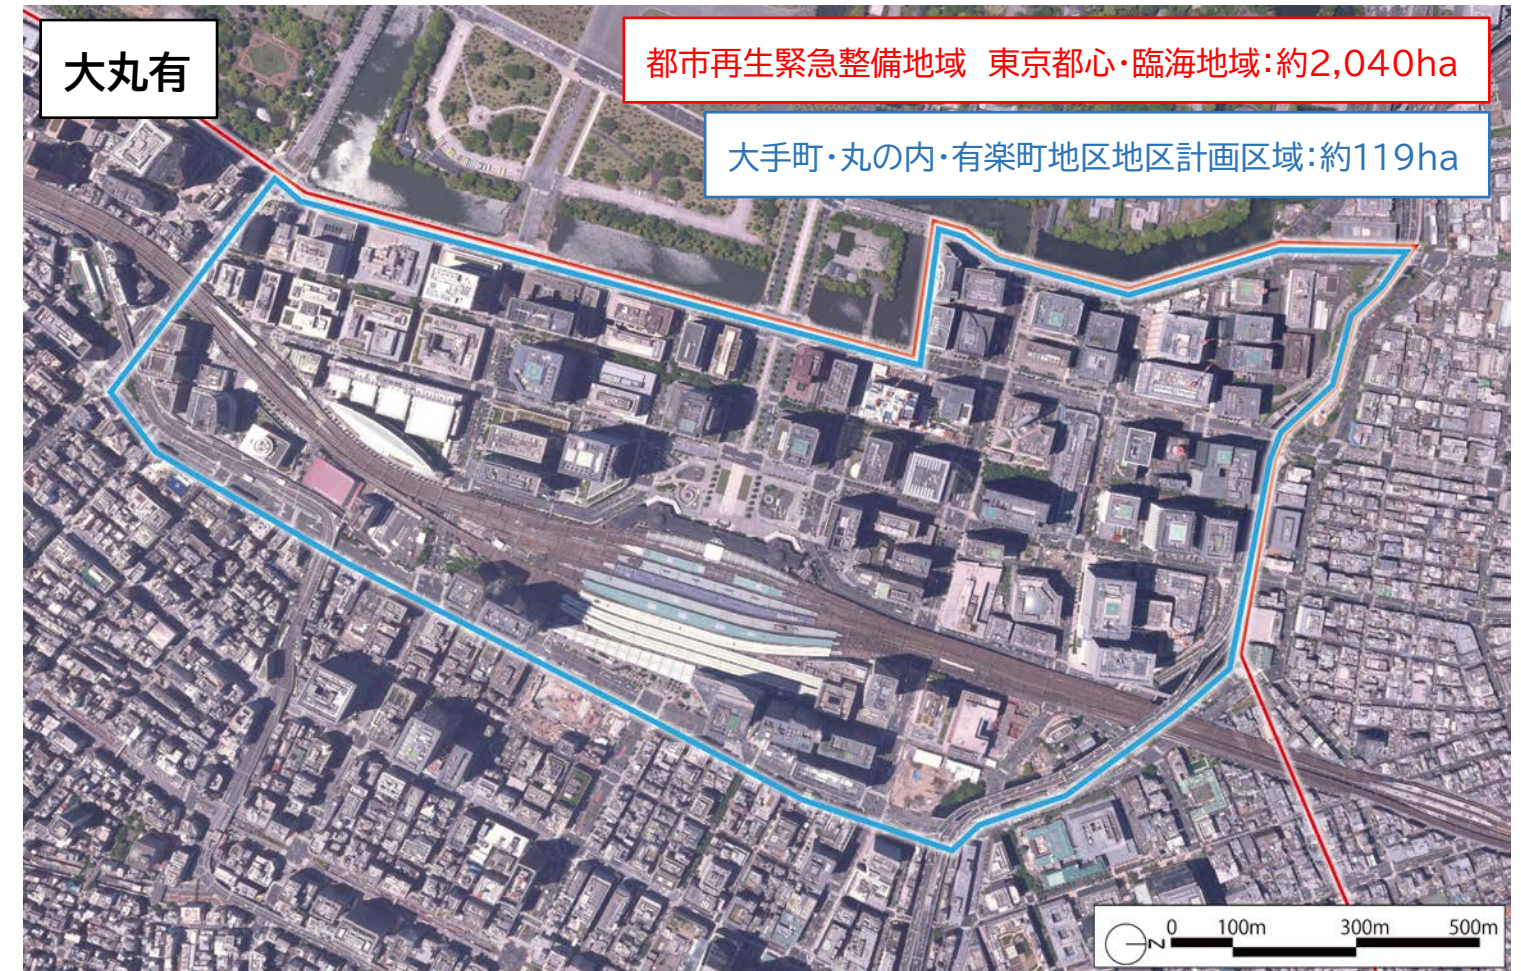 大丸有
都市再生緊急整備地域 東京都心・臨海地域：約2,040ha
大手町・丸の内・有楽町地区地区計画区域：約119ha
N
0 100m 300m 500m